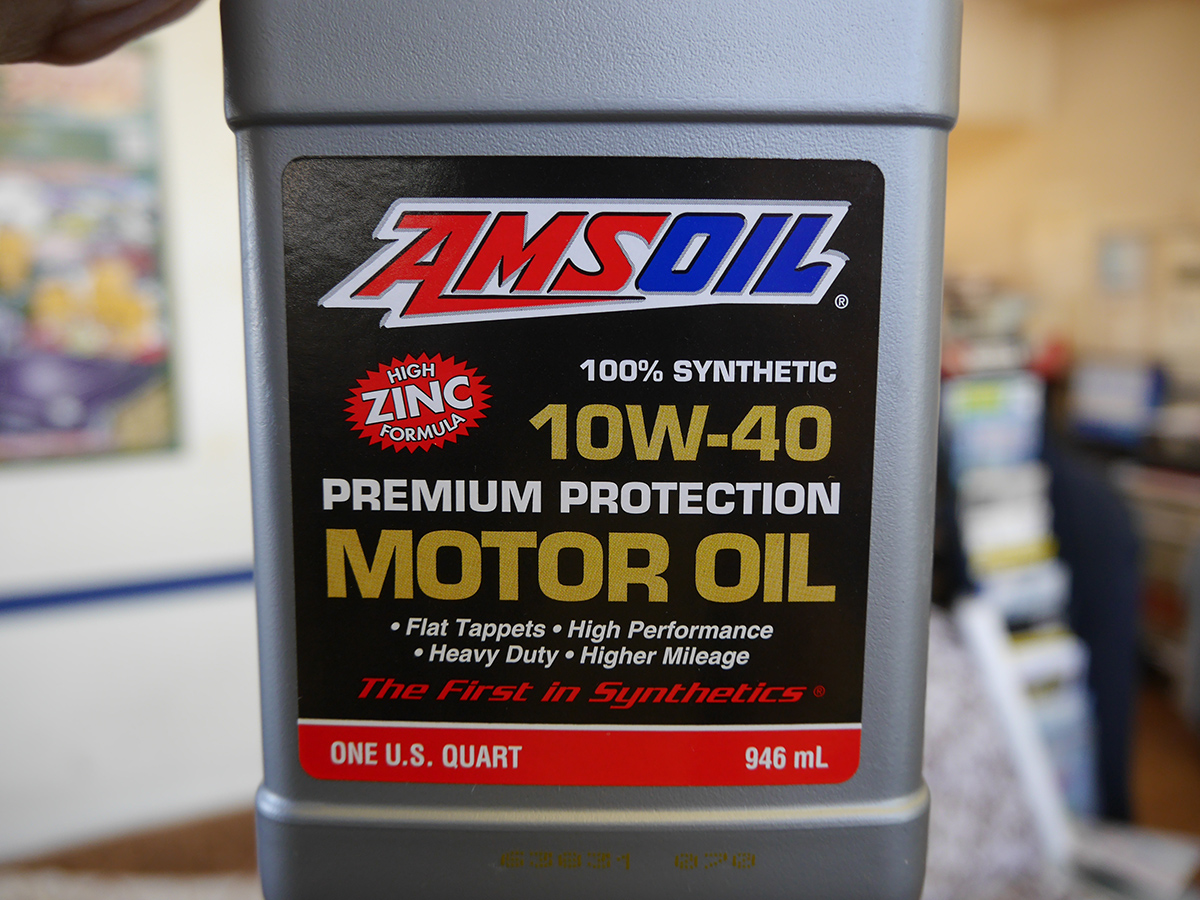 AMSOIL®
HIGH
ZINC
FORMULA
100% SYNTHETIC
10W-40
PREMIUM PROTECTION
MOTOR OIL
• Flat Tappets • High Performance
• Heavy Duty • Higher Mileage
The First in Synthetics®
ONE U.S. QUART 946 mL